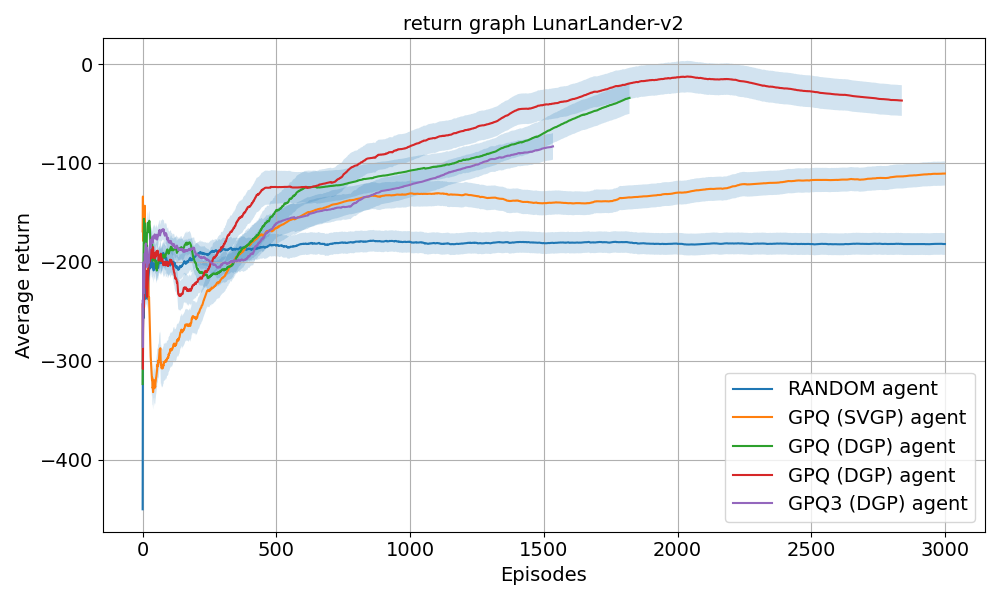 return graph LunarLander-v2
Average return
0
−100
−200
−300
−400
0
500
1000
1500
2000
2500
3000
Episodes
RANDOM agent
GPQ (SVGP) agent
GPQ (DGP) agent
GPQ (DGP) agent
GPQ3 (DGP) agent